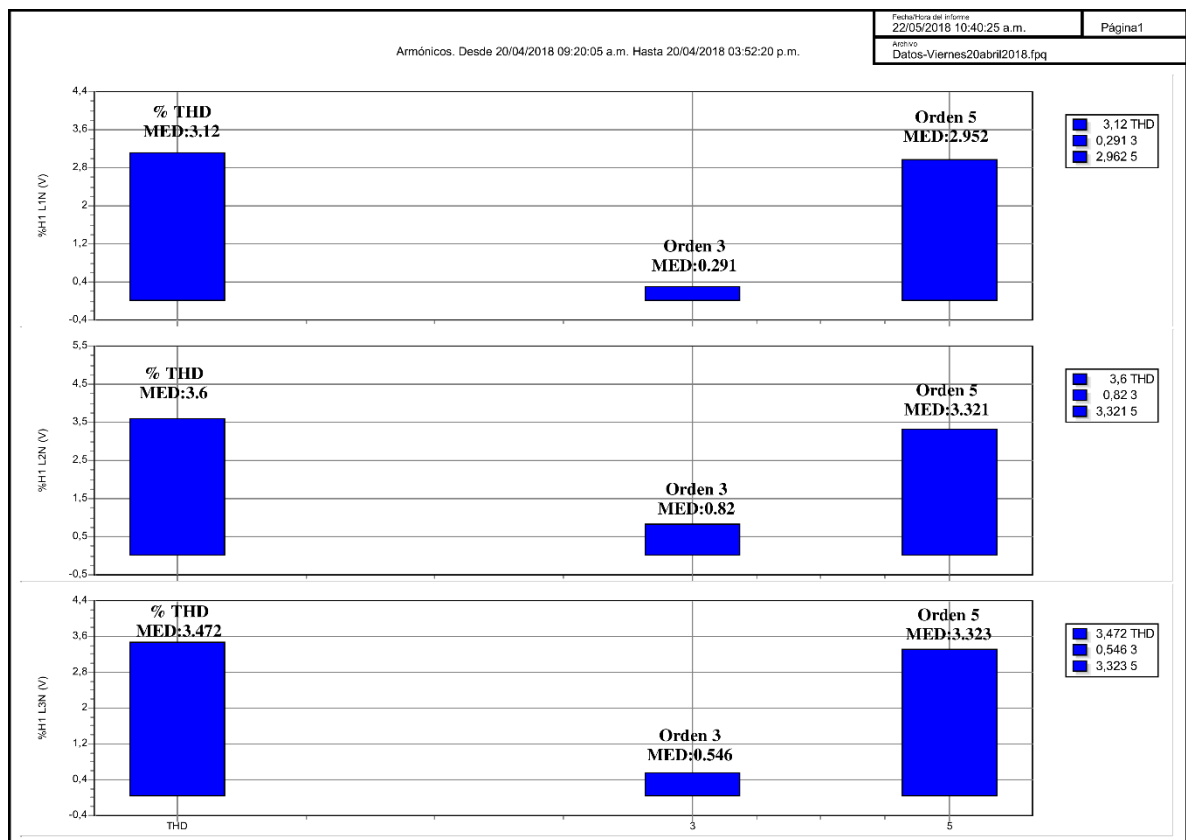 Fecha/Hora del informe
22/05/2018 10:40:25 a.m.
Página1
Archivo
Datos-Viernes20abril2018.fpq
Armónicos. Desde 20/04/2018 09:20:05 a.m. Hasta 20/04/2018 03:52:20 p.m.
%H1 L1N (V)
4,4
3,6
2,8
2
1,2
0,4
-0,4
% THD
MED:3.12
Orden 3
MED:0.291
Orden 5
MED:2.952
3,12 THD
0,291 3
2,962 5
%H1 L2N (V)
5,5
4,5
3,5
2,5
1,5
0,5
-0,5
% THD
MED:3.6
Orden 3
MED:0.82
Orden 5
MED:3.321
3,6 THD
0,82 3
3,321 5
%H1 L3N (V)
4,4
3,6
2,8
2
1,2
0,4
-0,4
% THD
MED:3.472
Orden 3
MED:0.546
Orden 5
MED:3.323
3,472 THD
0,546 3
3,323 5
THD
3
5